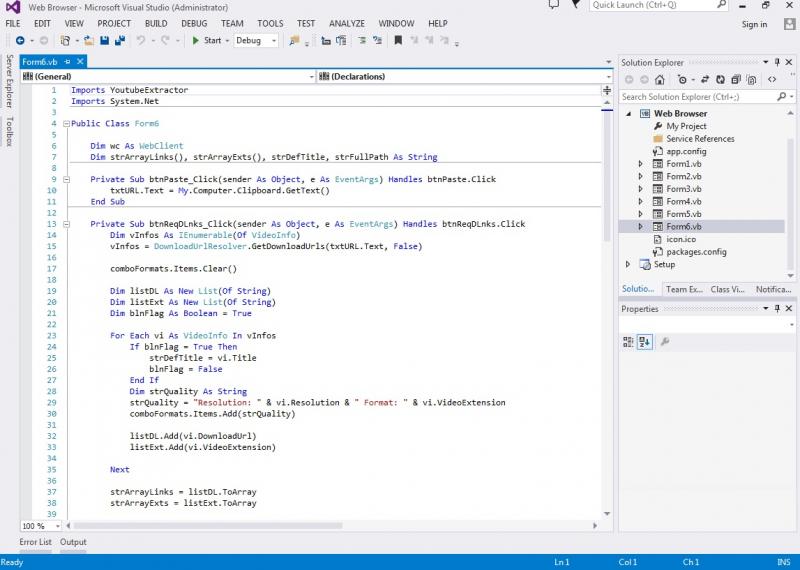 Web Browser - Microsoft Visual Studio (Administrator)
Quick Launch (Ctrl+Q)
FILE EDIT VIEW PROJECT BUILD DEBUG TEAM TOOLS TEST ANALYZE WINDOW HELP
Sign in
Start Debug
Server Explorer
Toolbox
Form6.vb
(General) (Declarations)
1 Imports YoutubeExtractor
2 Imports System.Net
3
4 Public Class Form6
5
6 Dim wc As WebClient
7 Dim strArrayLinks(), strArrayExts(), strDefTitle, strFullPath As String
8
9 Private Sub btnPaste_Click(sender As Object, e As EventArgs) Handles btnPaste.Click
10 txtURL.Text = My.Computer.Clipboard.GetText()
11 End Sub
12
13 Private Sub btnReqDLnks_Click(sender As Object, e As EventArgs) Handles btnReqDLnks.Click
14 Dim vInfos As IEnumerable(Of VideoInfo)
15 vInfos = DownloadUrlResolver.GetDownloadUrls(txtURL.Text, False)
16
17 comboFormats.Items.Clear()
18
19 Dim listDL As New List(Of String)
20 Dim listExt As New List(Of String)
21 Dim blnFlag As Boolean = True
22
23 For Each vi As VideoInfo In vInfos
24 If blnFlag = True Then
25 strDefTitle = vi.Title
26 blnFlag = False
27 End If
28 Dim strQuality As String
29 strQuality = "Resolution: " & vi.Resolution & " Format: " & vi.VideoExtension
30 comboFormats.Items.Add(strQuality)
31
32 listDL.Add(vi.DownloadUrl)
33 listExt.Add(vi.VideoExtension)
34
35 Next
36
37 strArrayLinks = listDL.ToArray
38 strArrayExts = listExt.ToArray
39
100 %
Solution Explorer
Search Solution Explorer (Ctrl+;)
Web Browser
My Project
Service References
app.config
Form1.vb
Form2.vb
Form3.vb
Form4.vb
Form5.vb
Form6.vb
icon.ico
packages.config
Setup
Solutio... Team Ex... Class Vi... Notifica...
Properties
Error List Output
Ready Ln 1 Col 1 Ch 1 INS